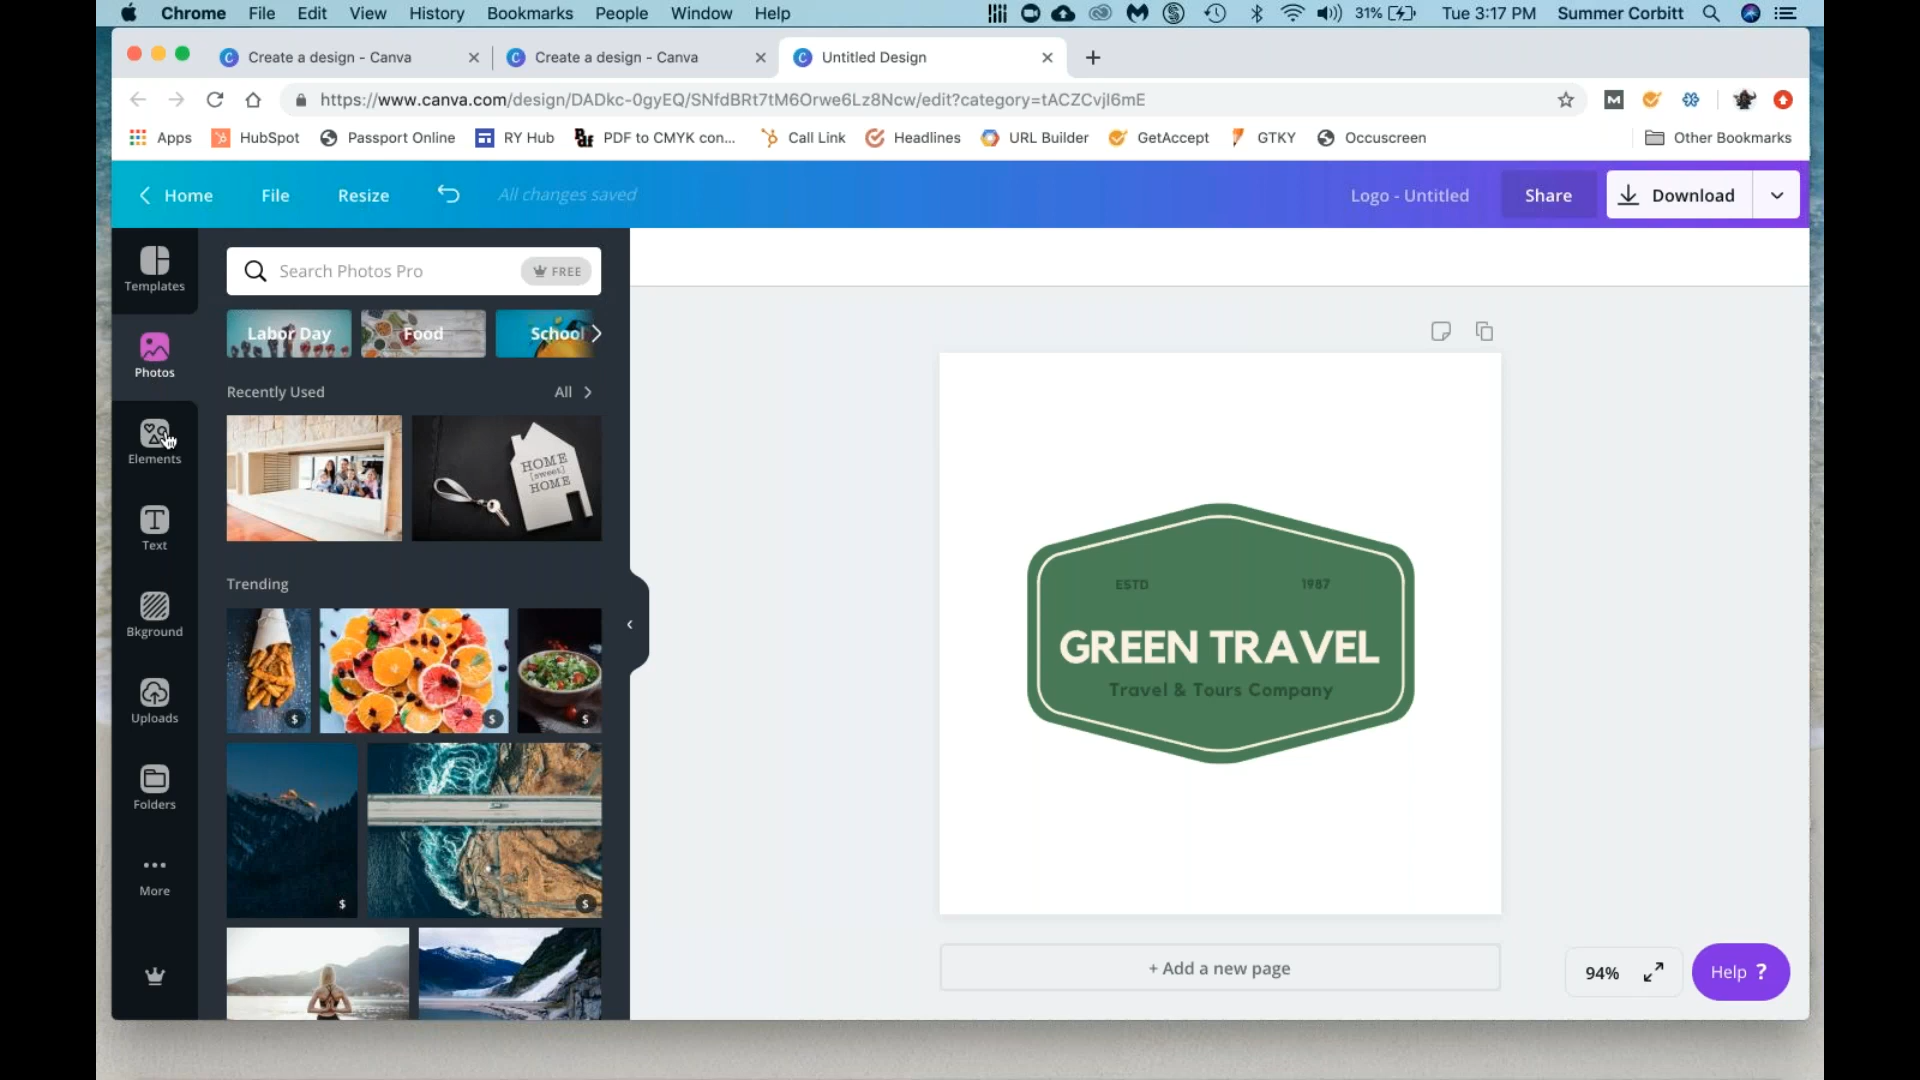 Chrome File Edit View History Bookmarks People Window Help 31% Tue 3:17 PM Summer Corbitt
Create a design - Canva Create a design - Canva Untitled Design
https://www.canva.com/design/DADkc-0gyEQ/SNfdBRt7tM6Orwe6Lz8Ncw/edit?category=tACZCvjI6mE
Apps HubSpot Passport Online RY Hub PDF to CMYK con... Call Link Headlines URL Builder GetAccept GTKY Occuscreen Other Bookmarks
Home File Resize All changes saved Logo - Untitled Share Download
Templates
Photos
Elements
Text
Bkground
Uploads
Folders
More
Search Photos Pro FREE
Labor Day Food School
Recently Used All
HOME
[sweet]
HOME
Trending
$ $ $
$ $
ESTD 1987
GREEN TRAVEL
Travel & Tours Company
+ Add a new page
94% Help ?